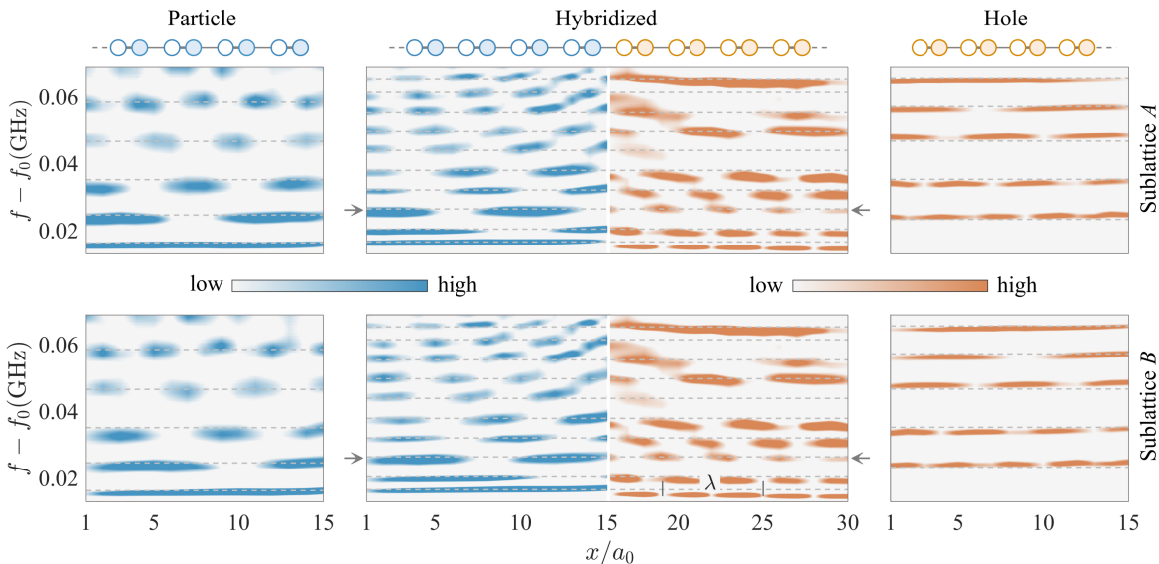 Particle Hybridized Hole
f − f₀(GHz) 0.06 0.04 0.02 Sublattice A
low high low high
f − f₀(GHz) 0.06 0.04 0.02 λ Sublattice B
1 5 10 15 1 5 10 15 20 25 30 1 5 10 15
x/a₀